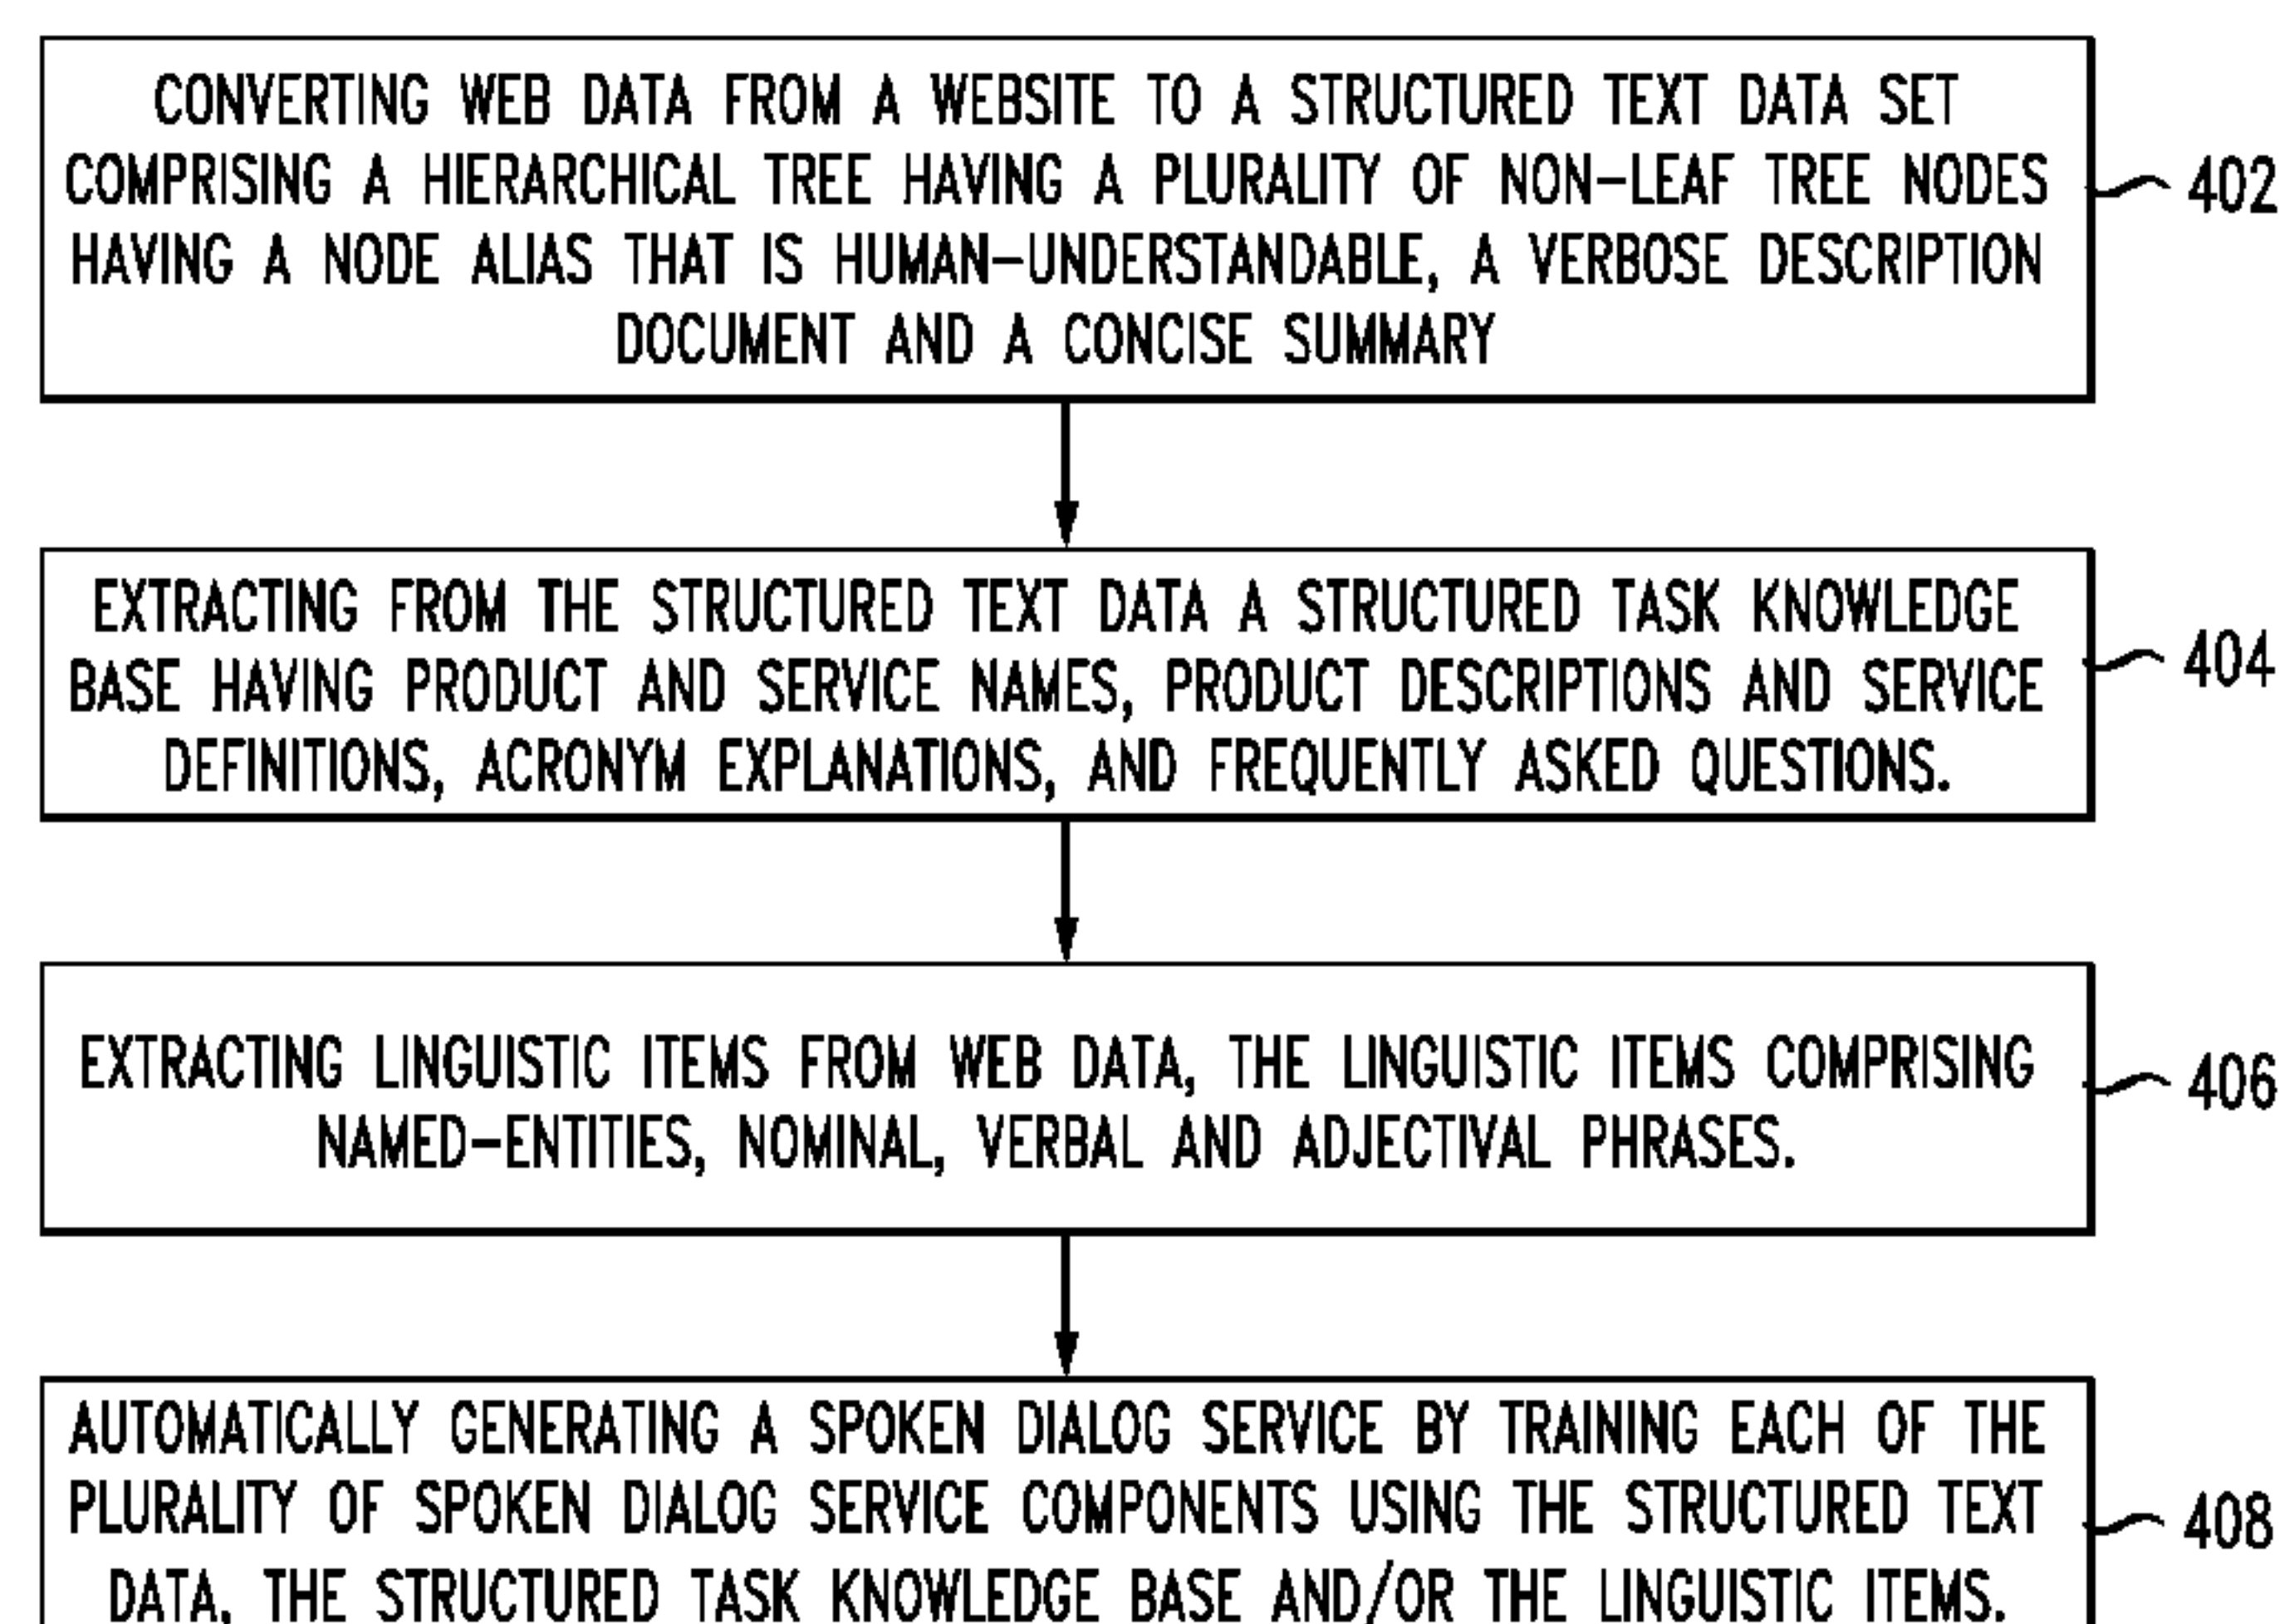 CONVERTING WEB DATA FROM A WEBSITE TO A STRUCTURED TEXT DATA SET
COMPRISING A HIERARCHICAL TREE HAVING A PLURALITY OF NON-LEAF TREE NODES
HAVING A NODE ALIAS THAT IS HUMAN-UNDERSTANDABLE, A VERBOSE DESCRIPTION
DOCUMENT AND A CONCISE SUMMARY
402
EXTRACTING FROM THE STRUCTURED TEXT DATA A STRUCTURED TASK KNOWLEDGE
BASE HAVING PRODUCT AND SERVICE NAMES, PRODUCT DESCRIPTIONS AND SERVICE
DEFINITIONS, ACRONYM EXPLANATIONS, AND FREQUENTLY ASKED QUESTIONS.
404
EXTRACTING LINGUISTIC ITEMS FROM WEB DATA, THE LINGUISTIC ITEMS COMPRISING
NAMED-ENTITIES, NOMINAL, VERBAL AND ADJECTIVAL PHRASES.
406
AUTOMATICALLY GENERATING A SPOKEN DIALOG SERVICE BY TRAINING EACH OF THE
PLURALITY OF SPOKEN DIALOG SERVICE COMPONENTS USING THE STRUCTURED TEXT
DATA, THE STRUCTURED TASK KNOWLEDGE BASE AND/OR THE LINGUISTIC ITEMS.
408